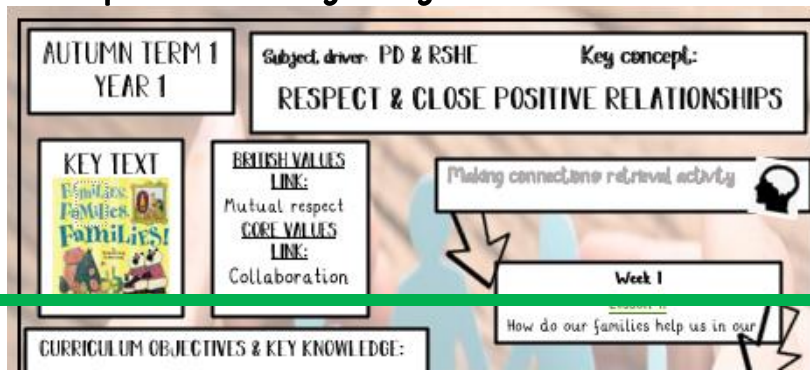 AUTUMN TERM 1
YEAR 1
Subject driver: PD & RSHE
Key concept:
RESPECT & CLOSE POSITIVE RELATIONSHIPS
KEY TEXT
Families,
Families,
Families!
BRITISH VALUES
LINK:
Mutual respect
CORE VALUES
LINK:
Collaboration
Making connections retrieval activity
Week 1
How do our families help us in our
CURRICULUM OBJECTIVES & KEY KNOWLEDGE: